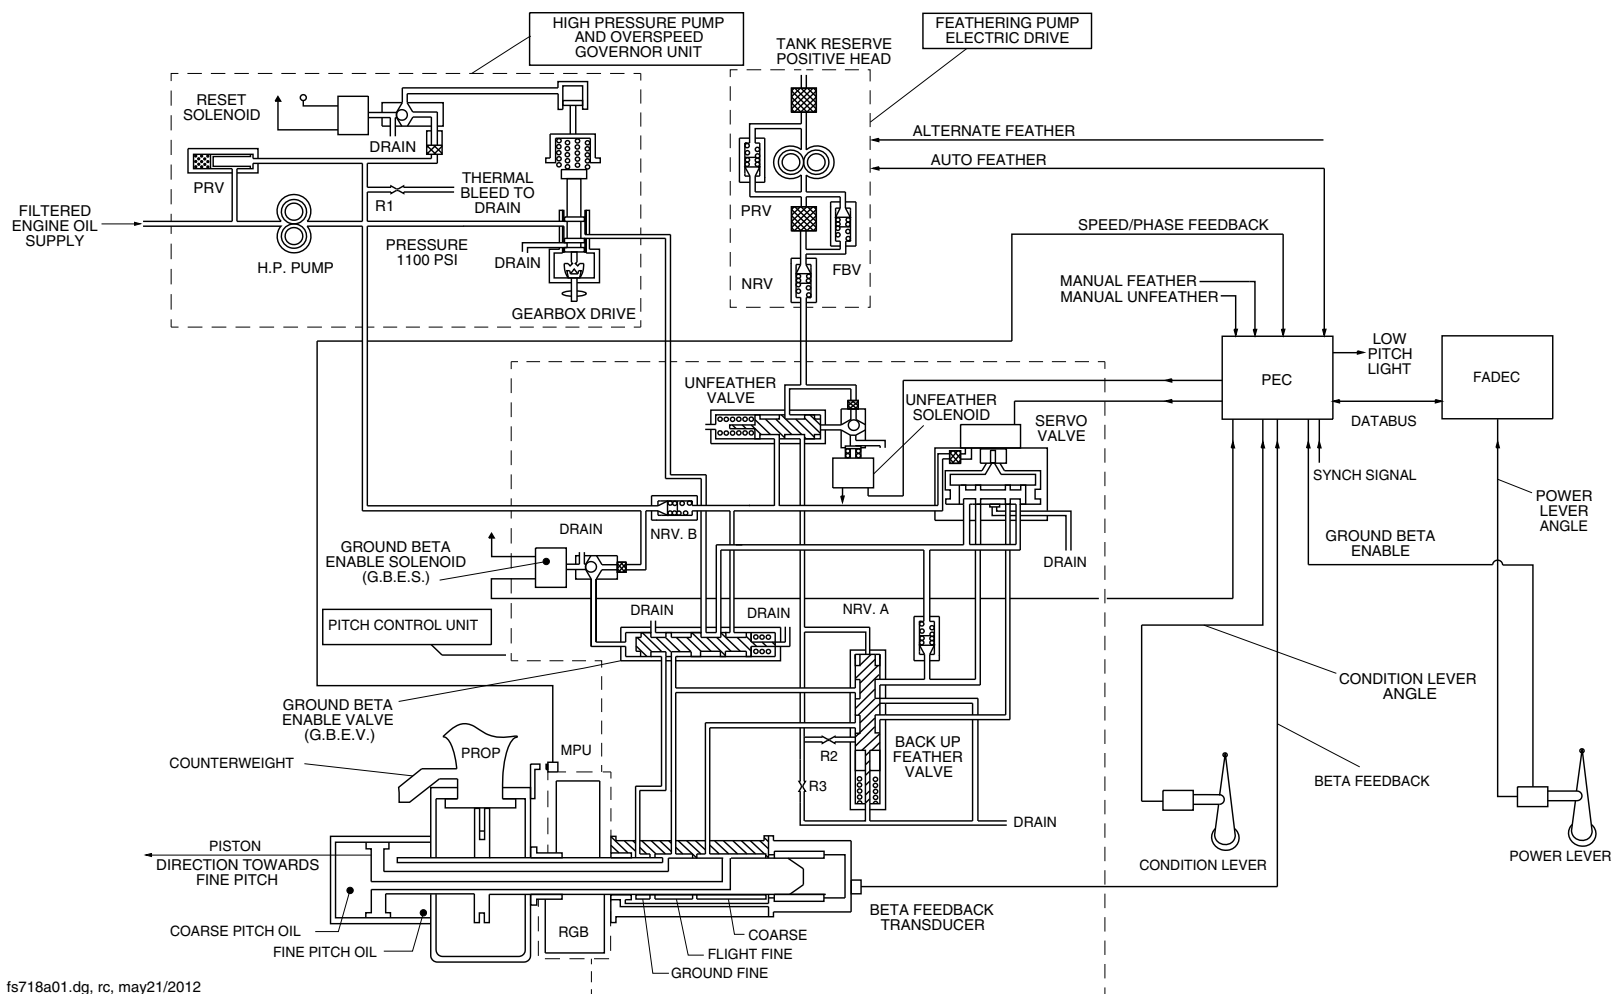 HIGH PRESSURE PUMP
AND OVERSPEED
GOVERNOR UNIT
FEATHERING PUMP
ELECTRIC DRIVE
TANK RESERVE
POSITIVE HEAD
RESET
SOLENOID
DRAIN
ALTERNATE FEATHER
AUTO FEATHER
PRV
THERMAL
BLEED TO
DRAIN
R1
FILTERED
ENGINE OIL
SUPPLY
PRV
SPEED/PHASE FEEDBACK
PRESSURE
1100 PSI
DRAIN
H.P. PUMP
FBV
NRV
MANUAL FEATHER
MANUAL UNFEATHER
GEARBOX DRIVE
LOW
PITCH
LIGHT
PEC
FADEC
UNFEATHER
VALVE
UNFEATHER
SOLENOID
SERVO
VALVE
DATABUS
SYNCH SIGNAL
POWER
LEVER
ANGLE
DRAIN
NRV. B
GROUND BETA
ENABLE
GROUND BETA
ENABLE SOLENOID
(G.B.E.S.)
DRAIN
DRAIN
DRAIN
NRV. A
PITCH CONTROL UNIT
CONDITION LEVER
ANGLE
GROUND BETA
ENABLE VALVE
(G.B.E.V.)
BACK UP
FEATHER
VALVE
R2
R3
PROP
MPU
COUNTERWEIGHT
BETA FEEDBACK
DRAIN
PISTON
DIRECTION TOWARDS
FINE PITCH
CONDITION LEVER
POWER LEVER
BETA FEEDBACK
TRANSDUCER
COARSE PITCH OIL
FINE PITCH OIL
RGB
COARSE
FLIGHT FINE
GROUND FINE
fs718a01.dg, rc, may21/2012